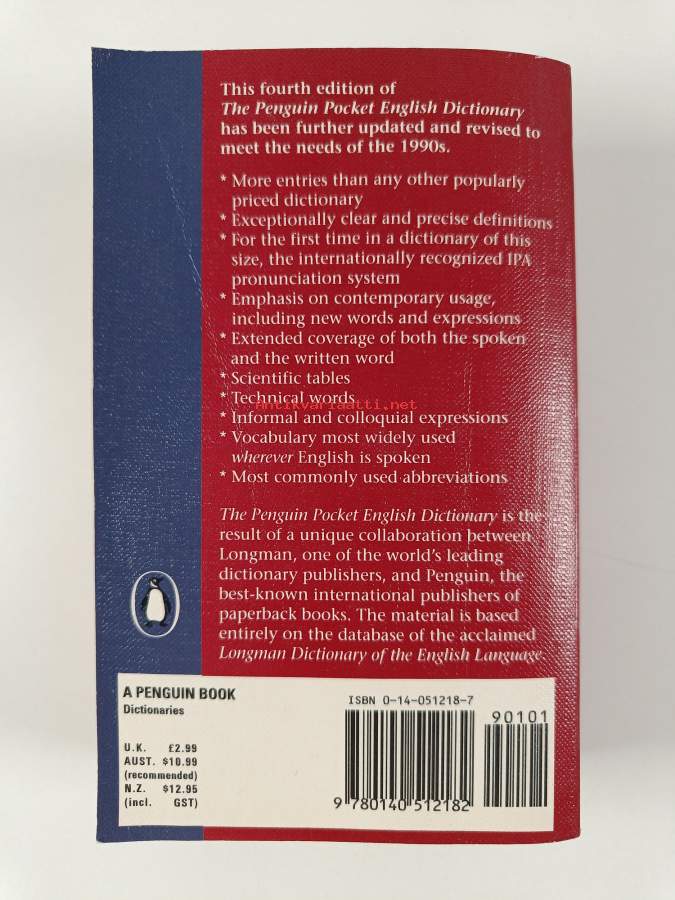 This fourth edition of
The Penguin Pocket English Dictionary
has been further updated and revised to
meet the needs of the 1990s.
* More entries than any other popularly
priced dictionary
* Exceptionally clear and precise definitions
* For the first time in a dictionary of this
size, the internationally recognized IPA
pronunciation system
* Emphasis on contemporary usage,
including new words and expressions
* Extended coverage of both the spoken
and the written word
* Scientific tables
* Technical words
antikvariaatti.net
* Informal and colloquial expressions
* Vocabulary most widely used
wherever English is spoken
* Most commonly used abbreviations
The Penguin Pocket English Dictionary is the
result of a unique collaboration between
Longman, one of the world's leading
dictionary publishers, and Penguin, the
best-known international publishers of
paperback books. The material is based
entirely on the database of the acclaimed
Longman Dictionary of the English Language
A PENGUIN BOOK
Dictionaries
U.K. £2.99
AUST. $10.99
(recommended)
N.Z. $12.95
(incl. GST)
ISBN 0-14-051218-7
90101
9 780140 512182